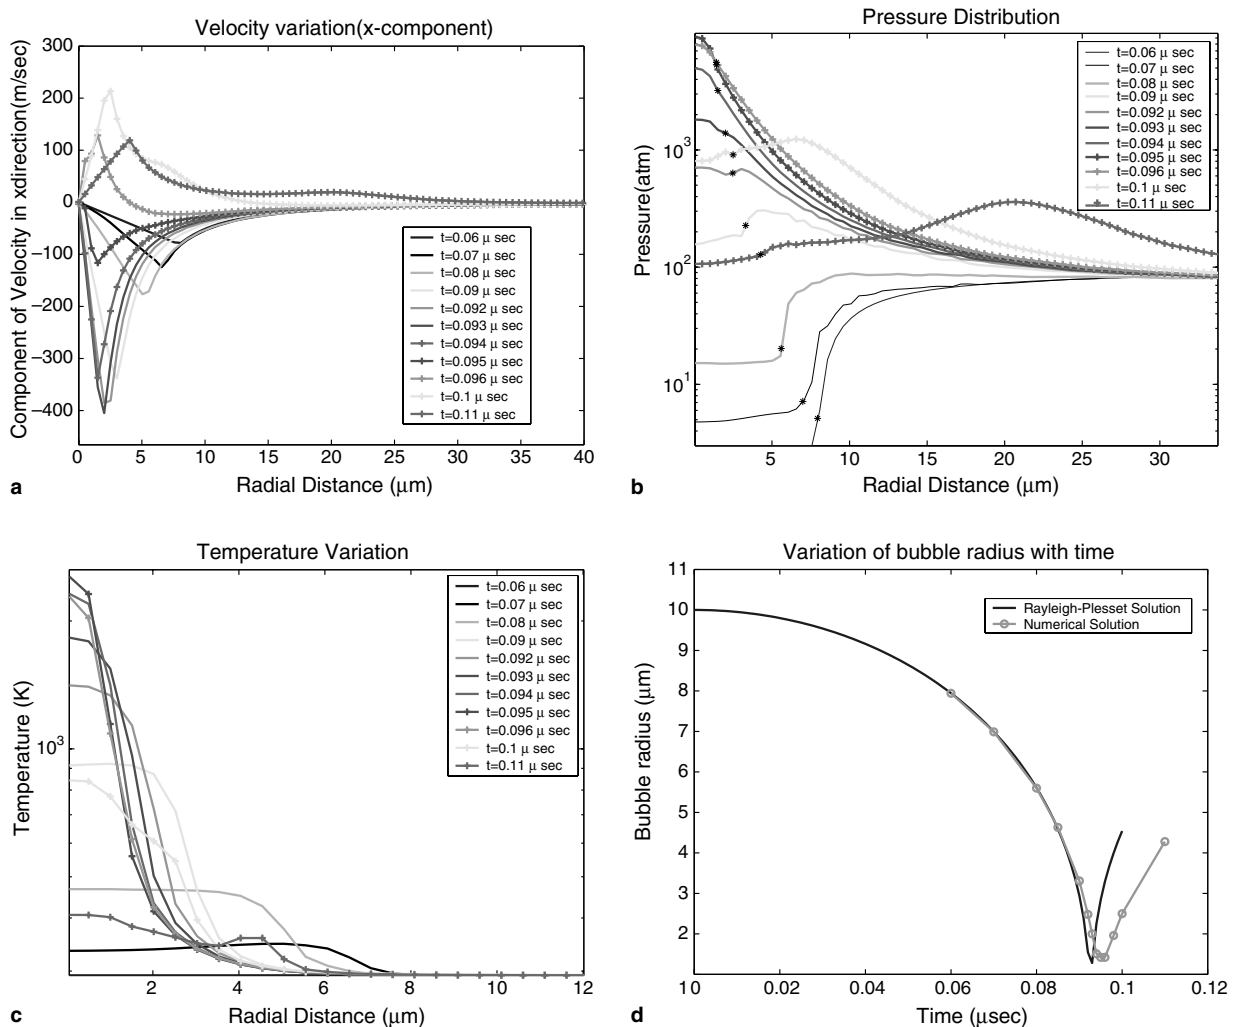 Velocity variation(x-component)
Component of Velocity in xdirection(m/sec)
300
200
100
0
−100
−200
−300
−400
0 5 10 15 20 25 30 35 40
Radial Distance (μm)
t=0.06 μ sec
t=0.07 μ sec
t=0.08 μ sec
t=0.09 μ sec
t=0.092 μ sec
t=0.093 μ sec
t=0.094 μ sec
t=0.095 μ sec
t=0.096 μ sec
t=0.1 μ sec
t=0.11 μ sec
a
Pressure Distribution
Pressure(atm)
10³
10²
10¹
5 10 15 20 25 30
Radial Distance (μm)
t=0.06 μ sec
t=0.07 μ sec
t=0.08 μ sec
t=0.09 μ sec
t=0.092 μ sec
t=0.093 μ sec
t=0.094 μ sec
t=0.095 μ sec
t=0.096 μ sec
t=0.1 μ sec
t=0.11 μ sec
b
Temperature Variation
Temperature (K)
10³
2 4 6 8 10 12
Radial Distance (μm)
t=0.06 μ sec
t=0.07 μ sec
t=0.08 μ sec
t=0.09 μ sec
t=0.092 μ sec
t=0.093 μ sec
t=0.094 μ sec
t=0.095 μ sec
t=0.096 μ sec
t=0.1 μ sec
t=0.11 μ sec
c
Variation of bubble radius with time
Bubble radius (μm)
11
10
9
8
7
6
5
4
3
2
1 0 0.02 0.04 0.06 0.08 0.1 0.12
Time (μsec)
Rayleigh-Plesset Solution
Numerical Solution
d